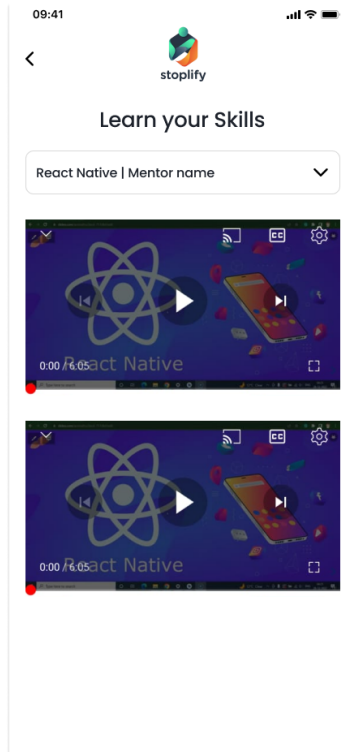 09:41
stoplify
Learn your Skills
React Native | Mentor name
CC
0:00 / 6:05
React Native
CC
0:00 / 6:05
React Native